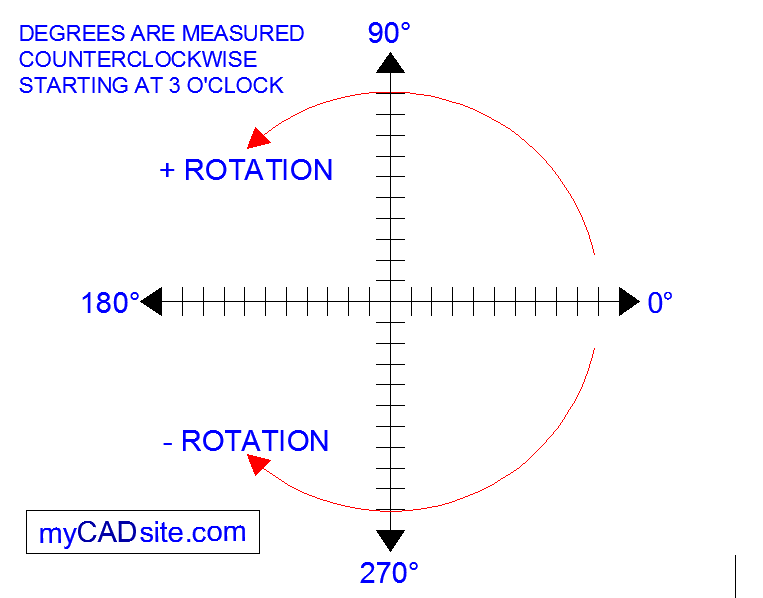 DEGREES ARE MEASURED
COUNTERCLOCKWISE
STARTING AT 3 O'CLOCK
90°
+ ROTATION
180°
0°
- ROTATION
myCADsite.com
270°